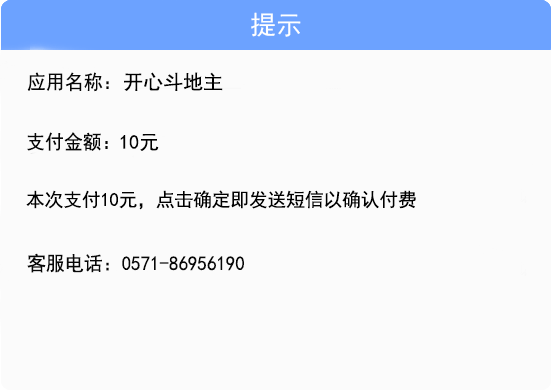 提示
应用名称：开心斗地主
支付金额：10元
本次支付10元，点击确定即发送短信以确认付费
客服电话：0571-86956190